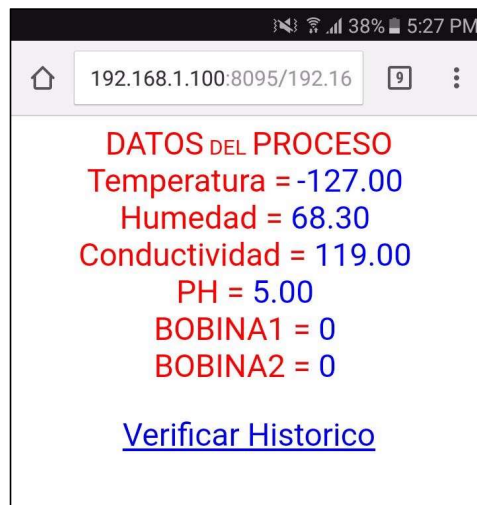 38% 5:27 PM
192.168.1.100:8095/192.16
9
DATOS DEL PROCESO
Temperatura = -127.00
Humedad = 68.30
Conductividad = 119.00
PH = 5.00
BOBINA1 = 0
BOBINA2 = 0
Verificar Historico